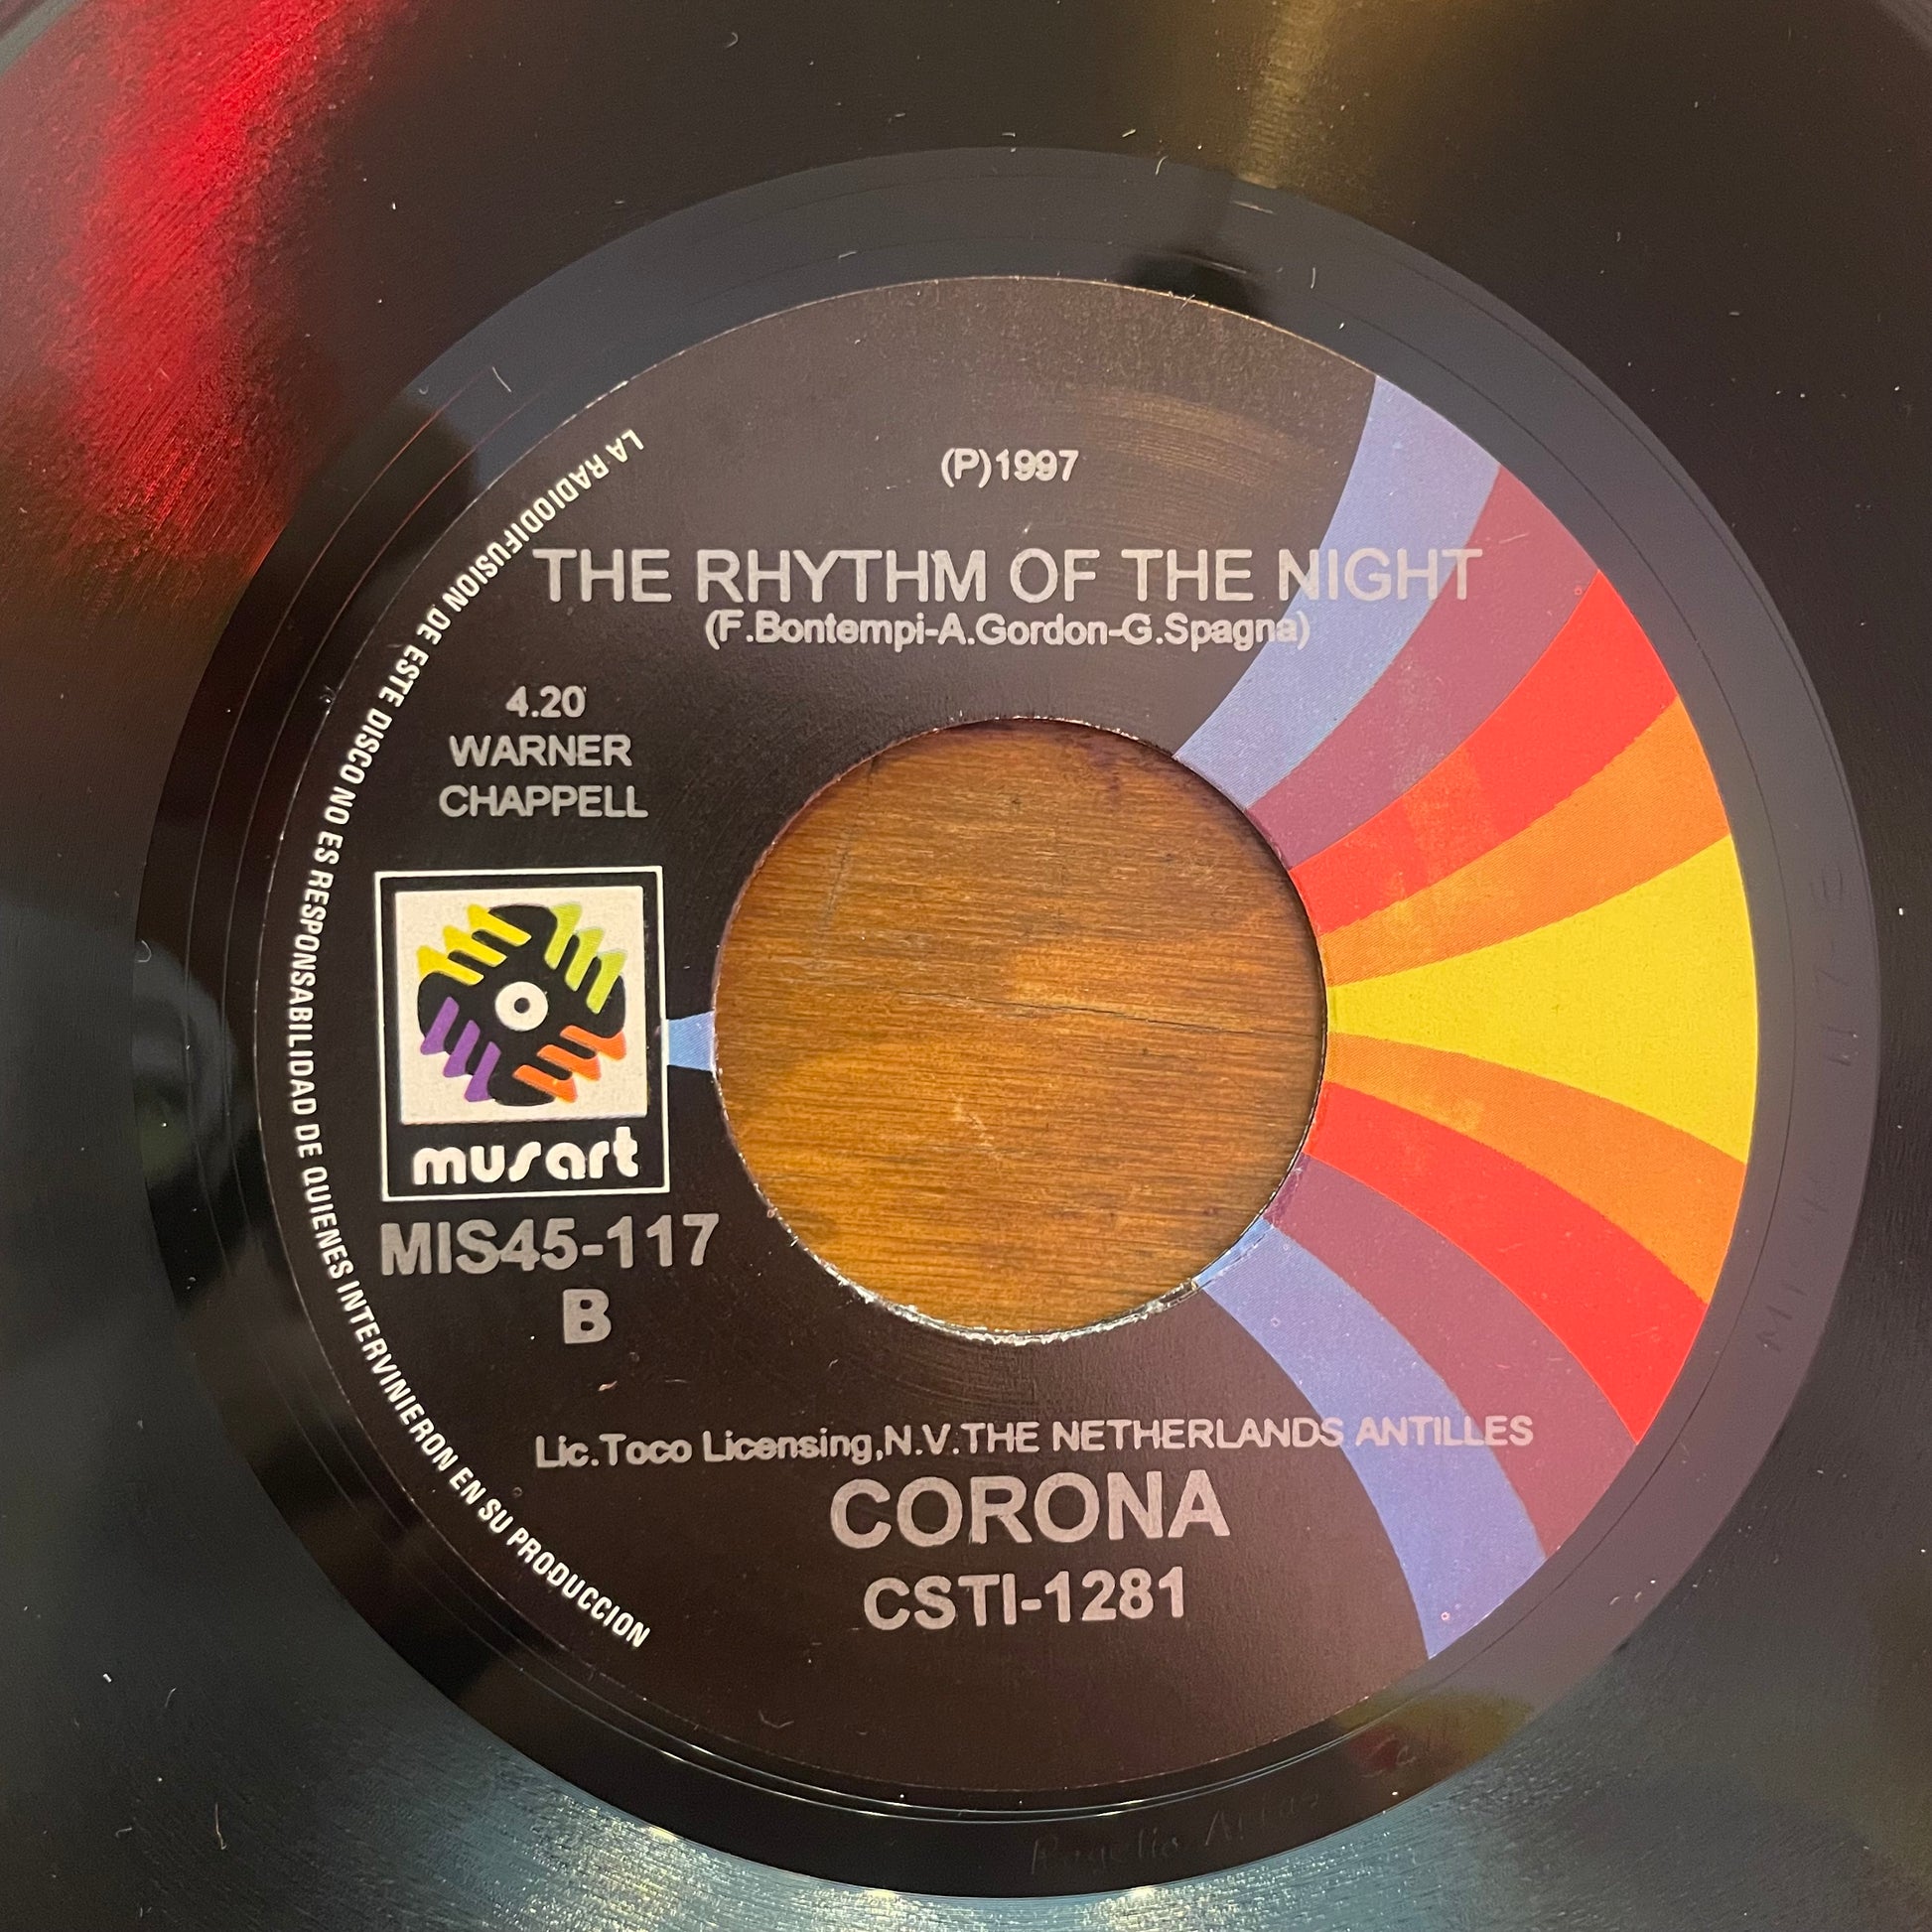 (P)1997
THE RHYTHM OF THE NIGHT
(F.Bontempi-A.Gordon-G.Spagna)
4.20'
WARNER
CHAPPELL
musart
MIS45-117
B
Lic.Toco Licensing,N.V.THE NETHERLANDS ANTILLES
CORONA
CSTI-1281
LA RADIODIFUSION DE ESTE DISCO NO ES RESPONSABILIDAD DE QUIENES INTERVINIERON EN SU PRODUCCION